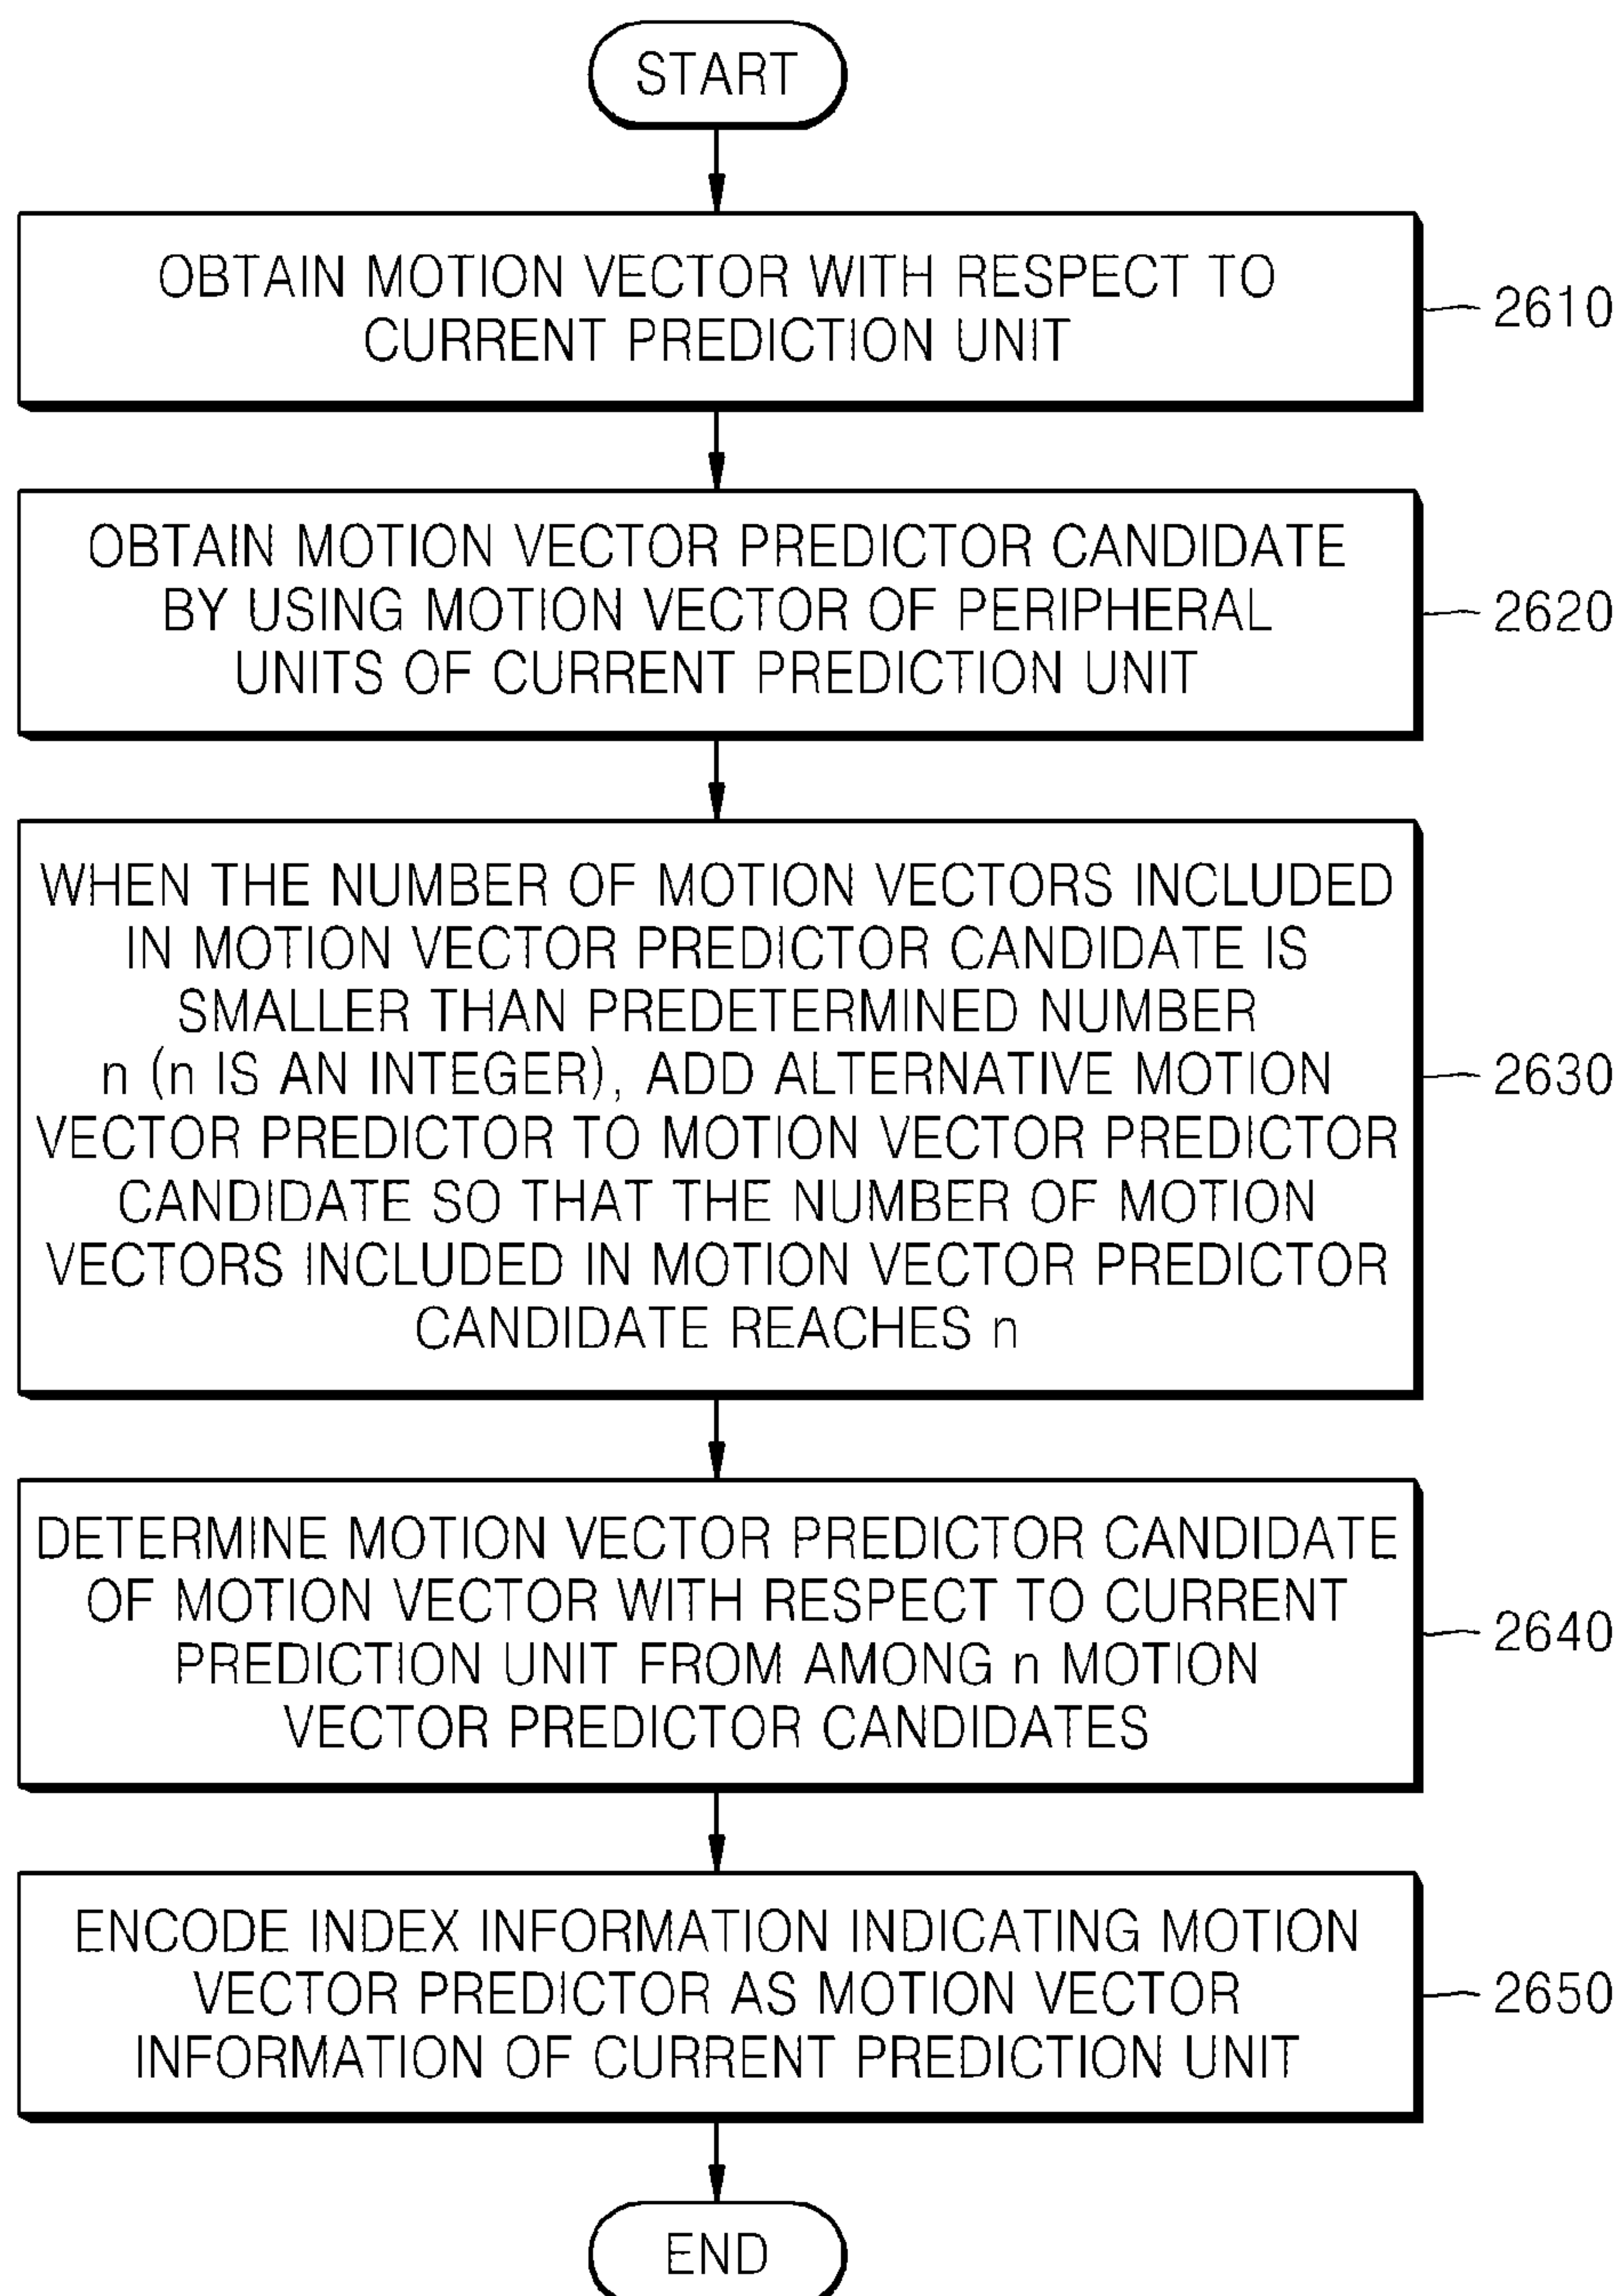 START
OBTAIN MOTION VECTOR WITH RESPECT TO
CURRENT PREDICTION UNIT
2610
OBTAIN MOTION VECTOR PREDICTOR CANDIDATE
BY USING MOTION VECTOR OF PERIPHERAL
UNITS OF CURRENT PREDICTION UNIT
2620
WHEN THE NUMBER OF MOTION VECTORS INCLUDED
IN MOTION VECTOR PREDICTOR CANDIDATE IS
SMALLER THAN PREDETERMINED NUMBER
n (n IS AN INTEGER), ADD ALTERNATIVE MOTION
VECTOR PREDICTOR TO MOTION VECTOR PREDICTOR
CANDIDATE SO THAT THE NUMBER OF MOTION
VECTORS INCLUDED IN MOTION VECTOR PREDICTOR
CANDIDATE REACHES n
2630
DETERMINE MOTION VECTOR PREDICTOR CANDIDATE
OF MOTION VECTOR WITH RESPECT TO CURRENT
PREDICTION UNIT FROM AMONG n MOTION
VECTOR PREDICTOR CANDIDATES
2640
ENCODE INDEX INFORMATION INDICATING MOTION
VECTOR PREDICTOR AS MOTION VECTOR
INFORMATION OF CURRENT PREDICTION UNIT
2650
END